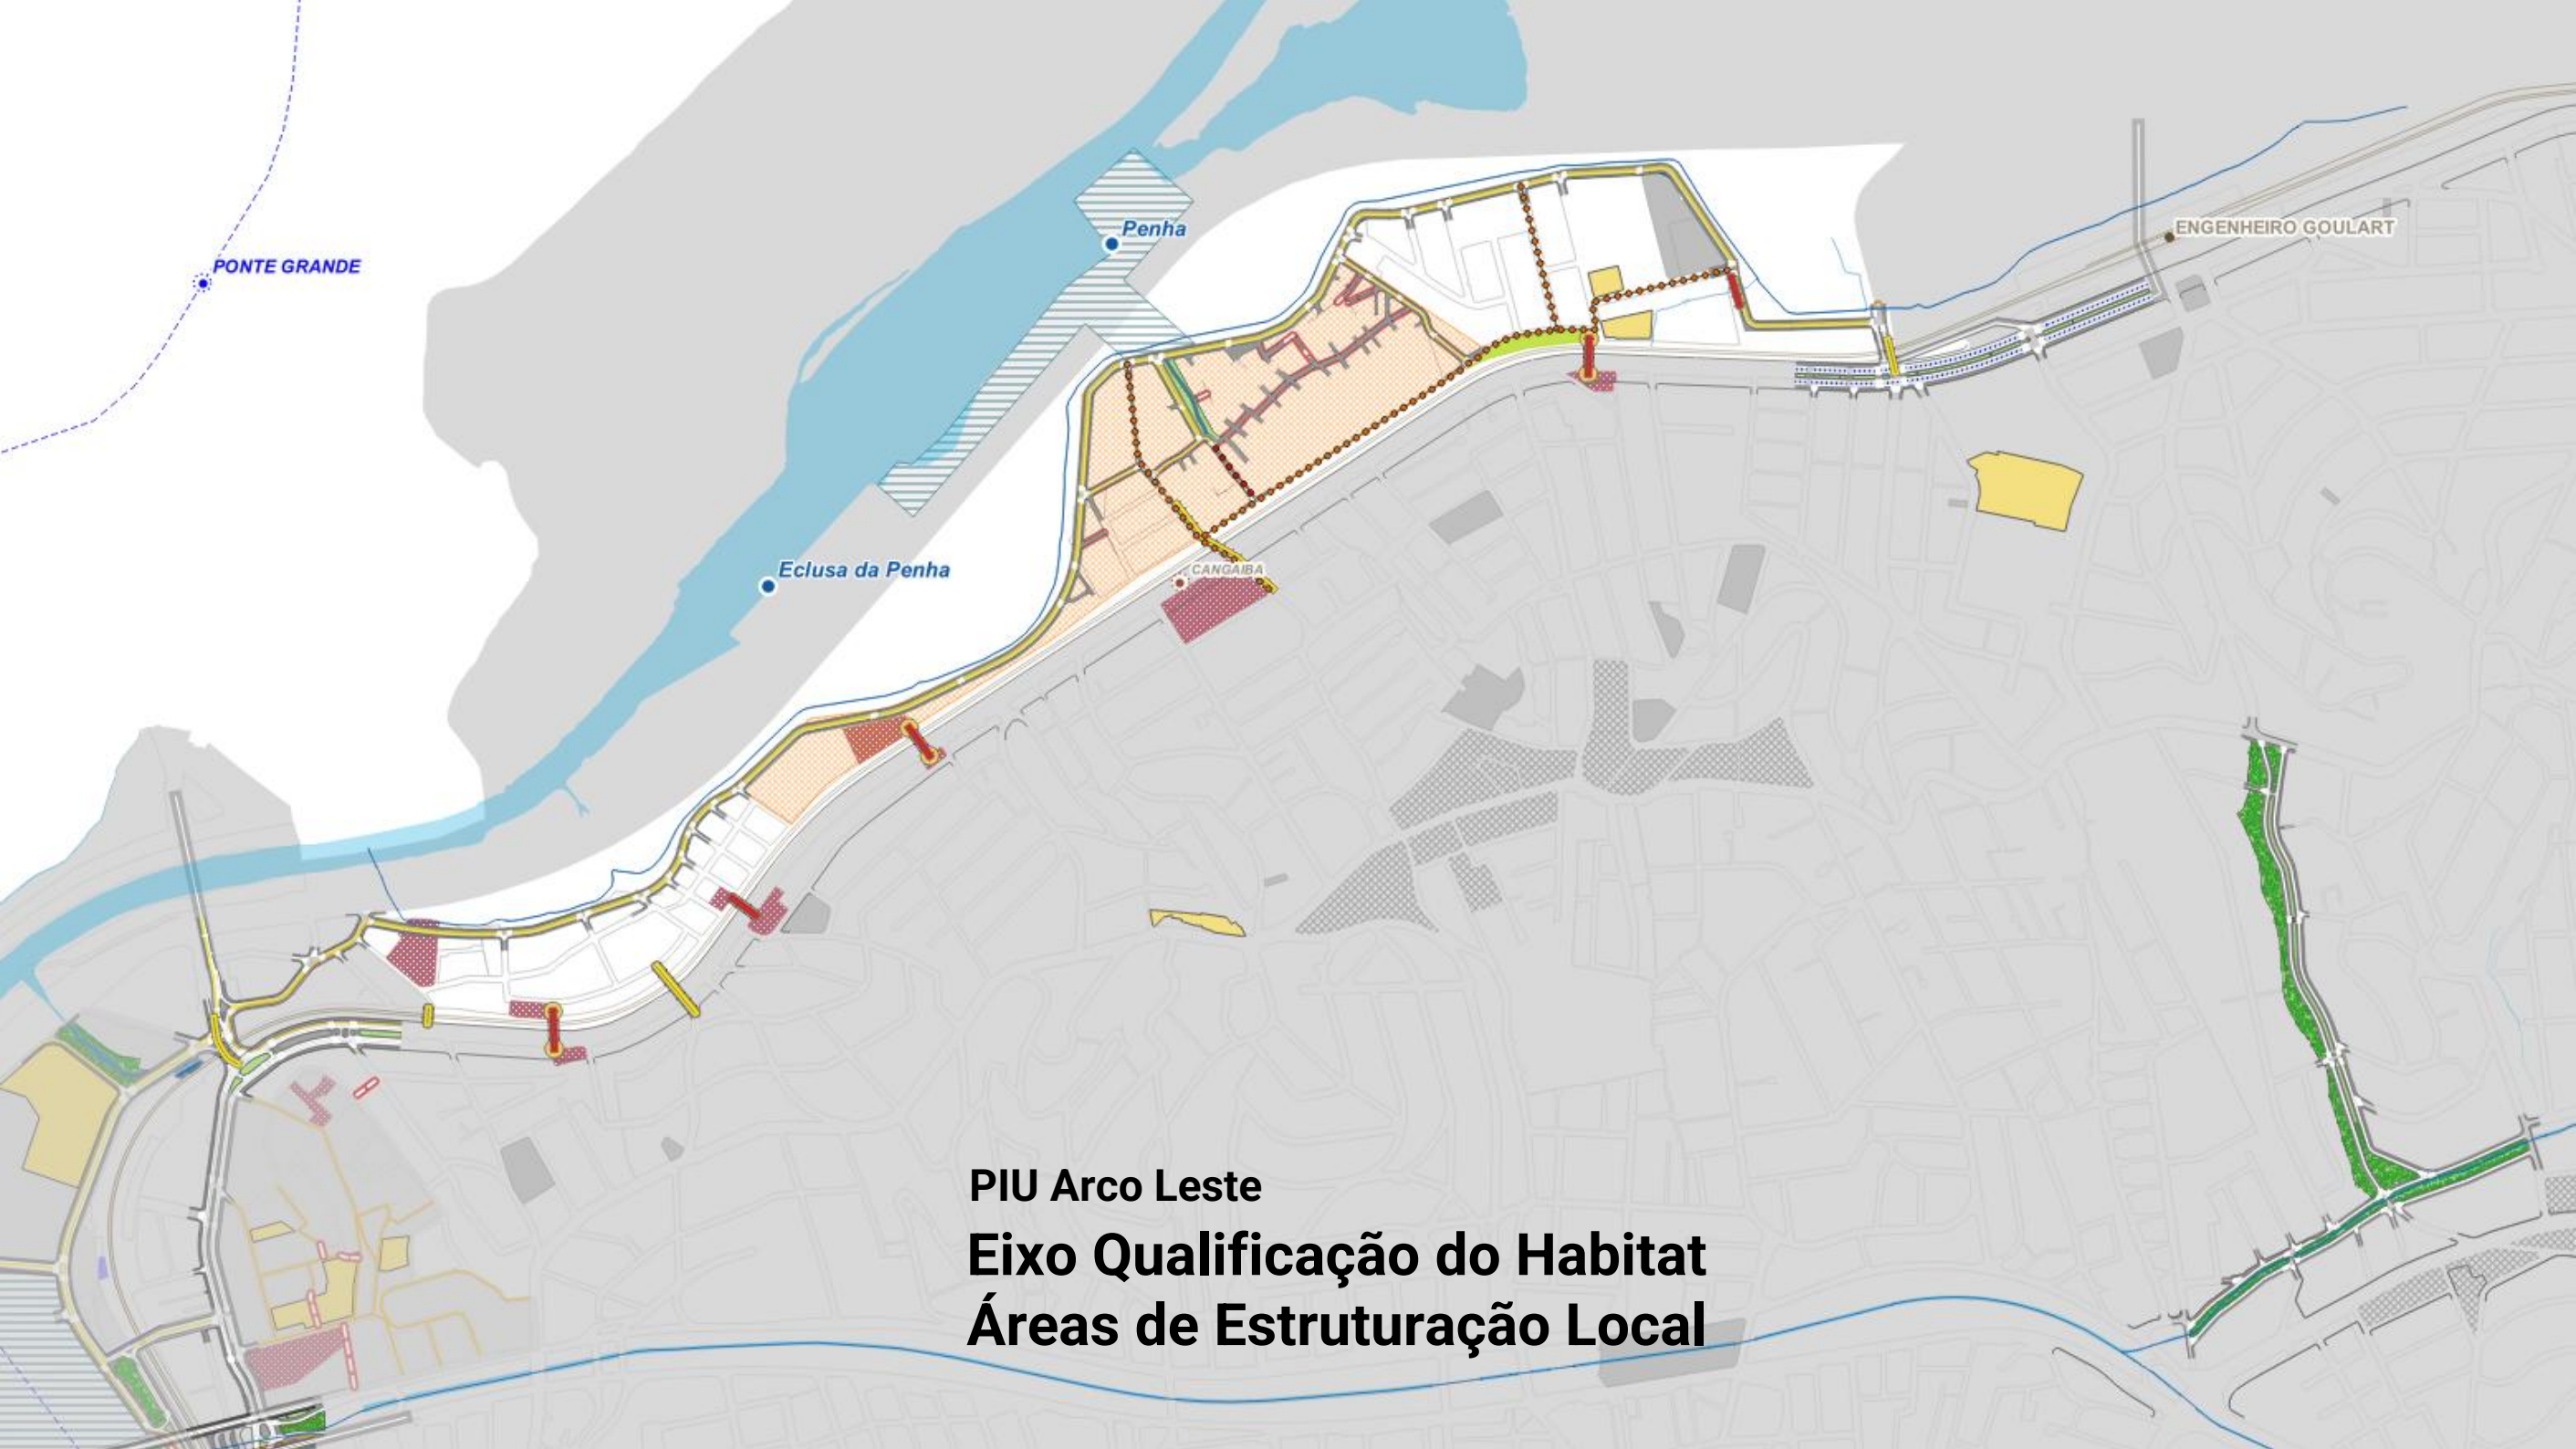 ENGENHEIRO GOULART
Penha
PONTE GRANDE
CANGAIBA
Eclusa da Penha
PIU Arco Leste
Eixo Qualificação do Habitat
Áreas de Estruturação Local